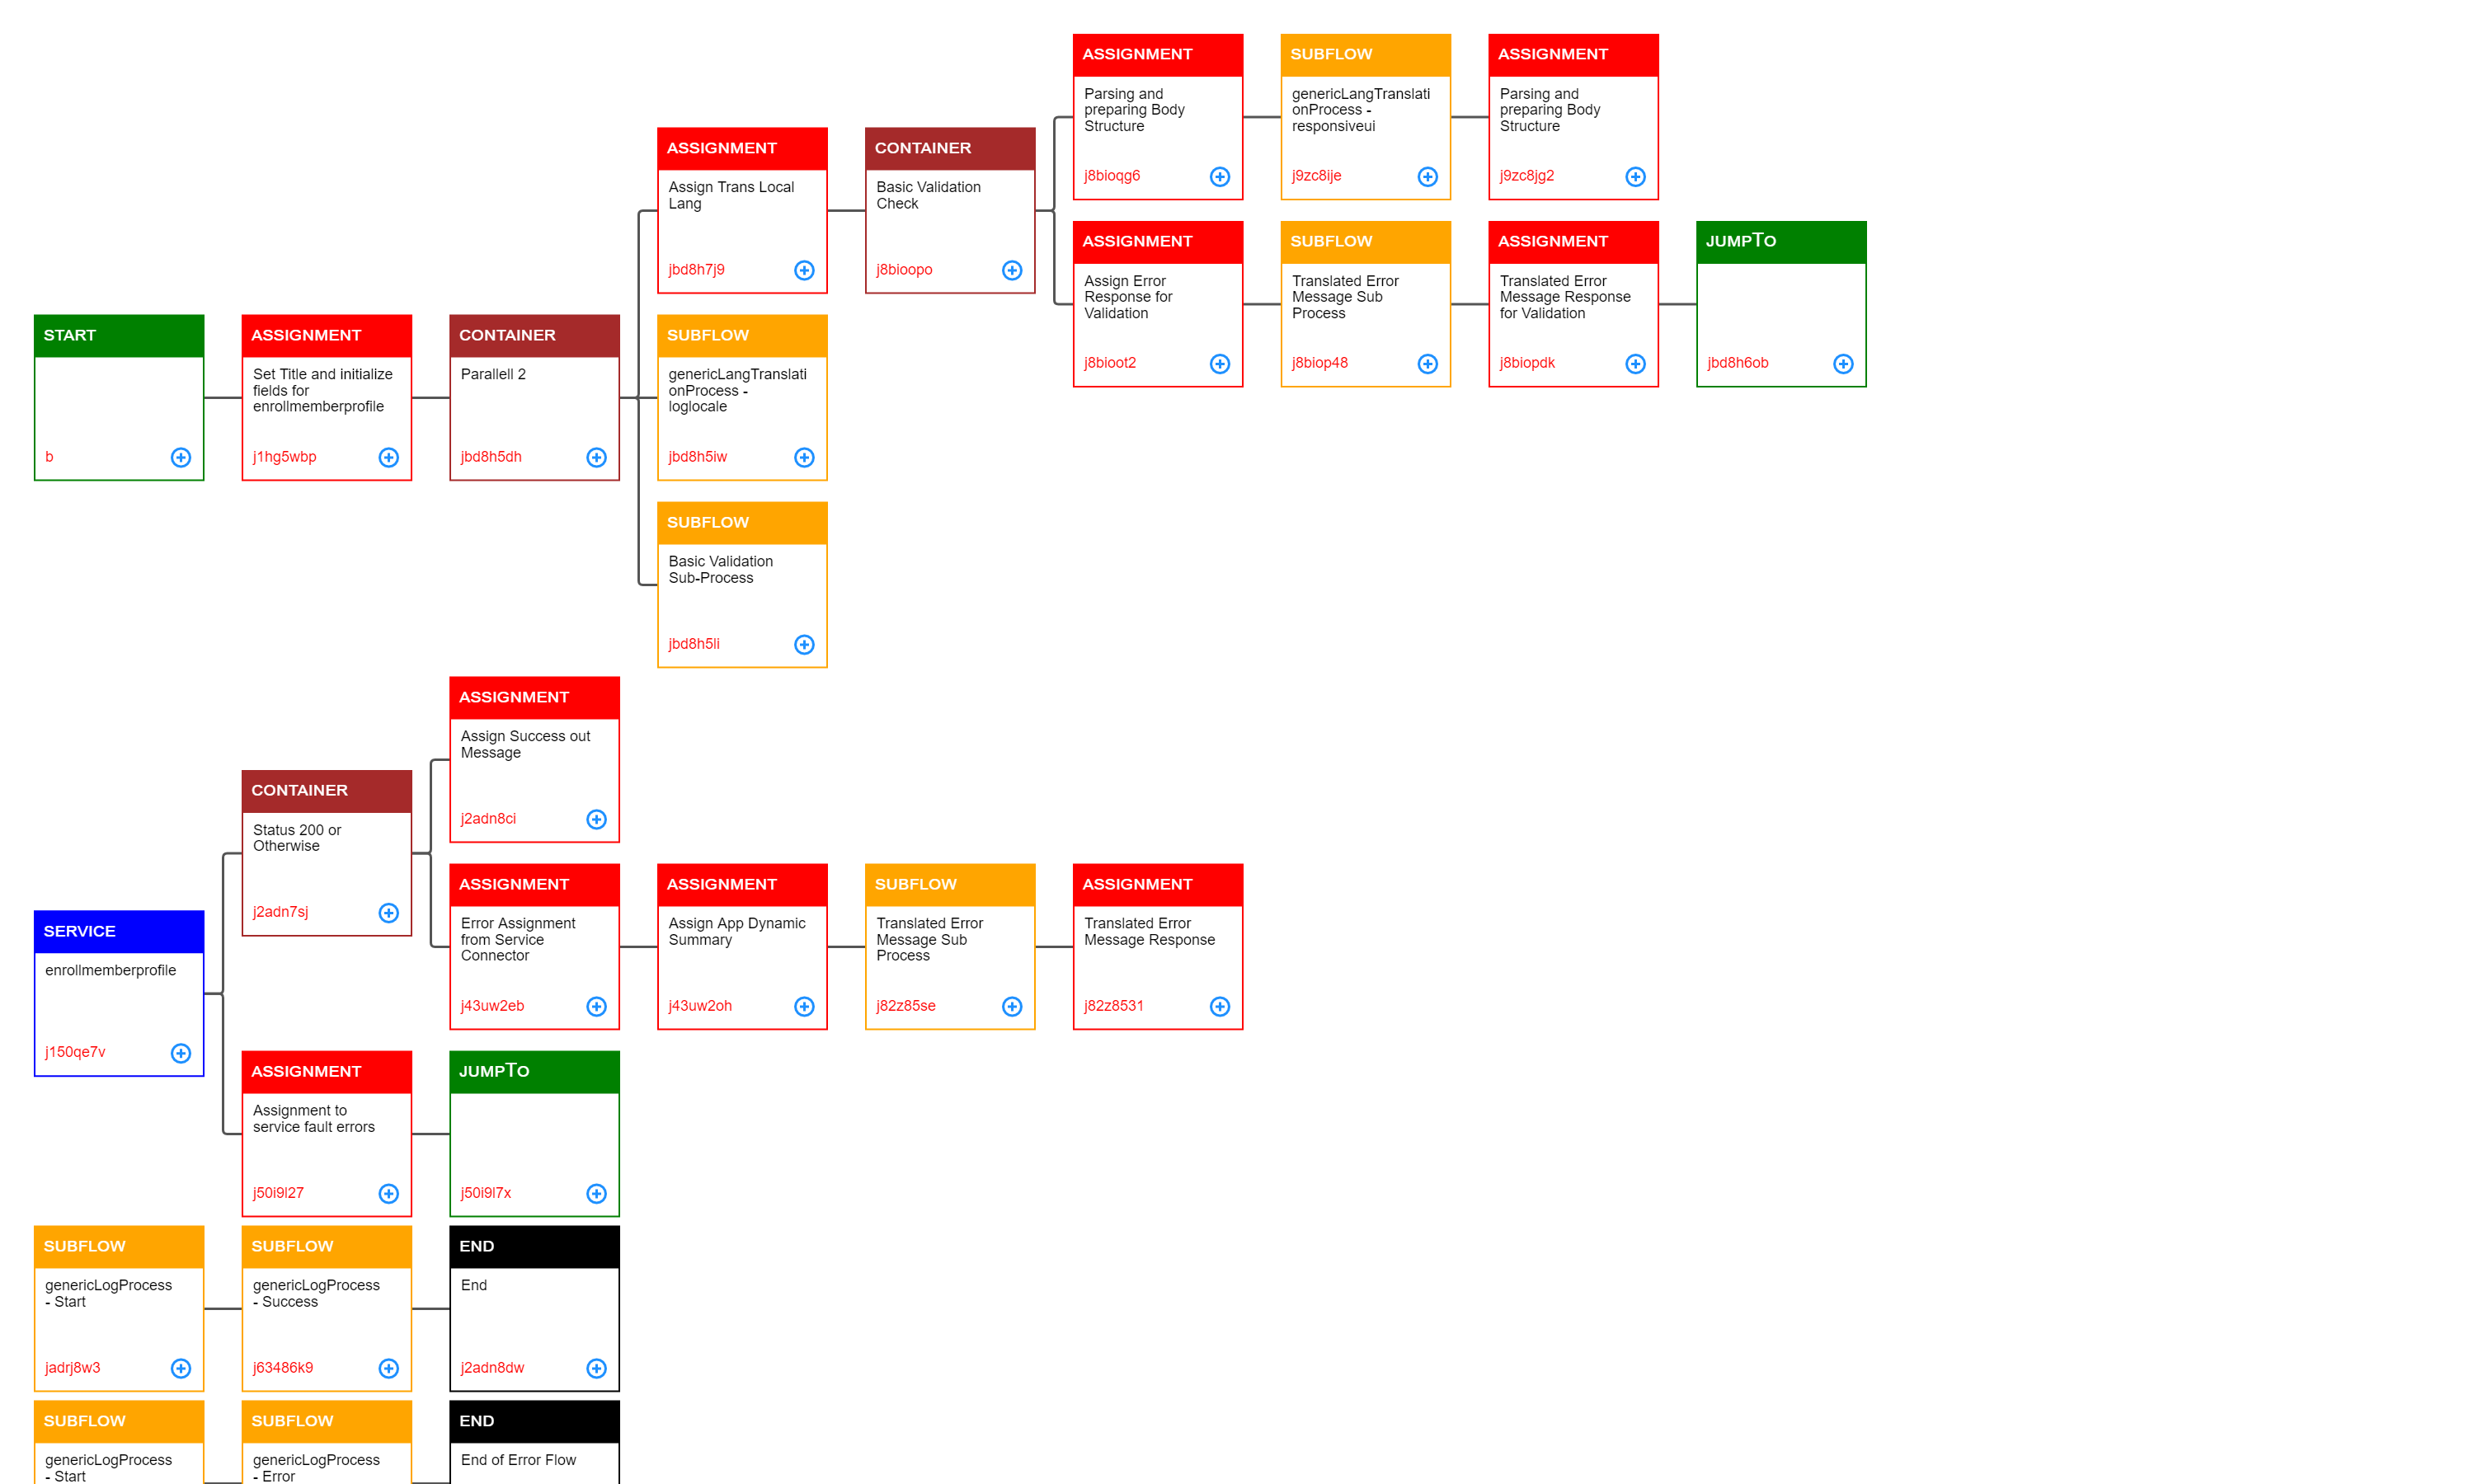 ASSIGNMENT
Parsing and
preparing Body
Structure
j8bioqg6
SUBFLOW
genericLangTranslati
onProcess -
responsiveui
j9zc8ije
ASSIGNMENT
Parsing and
preparing Body
Structure
j9zc8jg2
ASSIGNMENT
Assign Trans Local
Lang
jbd8h7j9
CONTAINER
Basic Validation
Check
j8bioopo
ASSIGNMENT
Assign Error
Response for
Validation
j8bioot2
SUBFLOW
Translated Error
Message Sub
Process
j8biop48
ASSIGNMENT
Translated Error
Message Response
for Validation
j8biopdk
JUMPTO
jbd8h6ob
START
b
ASSIGNMENT
Set Title and initialize
fields for
enrollmemberprofile
j1hg5wbp
CONTAINER
Parallell 2
jbd8h5dh
SUBFLOW
genericLangTranslati
onProcess -
loglocale
jbd8h5iw
SUBFLOW
Basic Validation
Sub-Process
jbd8h5li
ASSIGNMENT
Assign Success out
Message
j2adn8ci
CONTAINER
Status 200 or
Otherwise
j2adn7sj
ASSIGNMENT
Error Assignment
from Service
Connector
j43uw2eb
ASSIGNMENT
Assign App Dynamic
Summary
j43uw2oh
SUBFLOW
Translated Error
Message Sub
Process
j82z85se
ASSIGNMENT
Translated Error
Message Response
j82z8531
SERVICE
enrollmemberprofile
j150qe7v
ASSIGNMENT
Assignment to
service fault errors
j50i9l27
JUMPTO
j50i9l7x
SUBFLOW
genericLogProcess
- Start
jadrj8w3
SUBFLOW
genericLogProcess
- Success
j63486k9
END
End
j2adn8dw
SUBFLOW
genericLogProcess
- Start
SUBFLOW
genericLogProcess
- Error
END
End of Error Flow